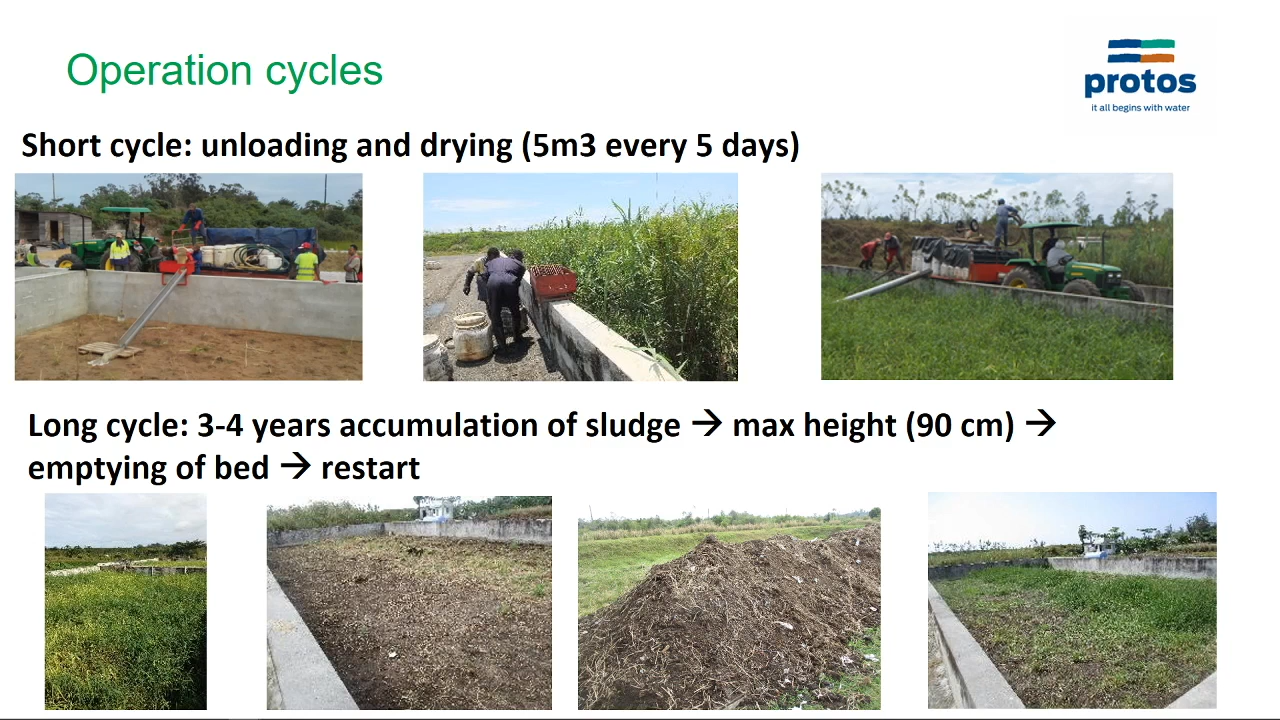 Operation cycles
protos
it all begins with water
Short cycle: unloading and drying (5m3 every 5 days)
Long cycle: 3-4 years accumulation of sludge → max height (90 cm) →
emptying of bed → restart